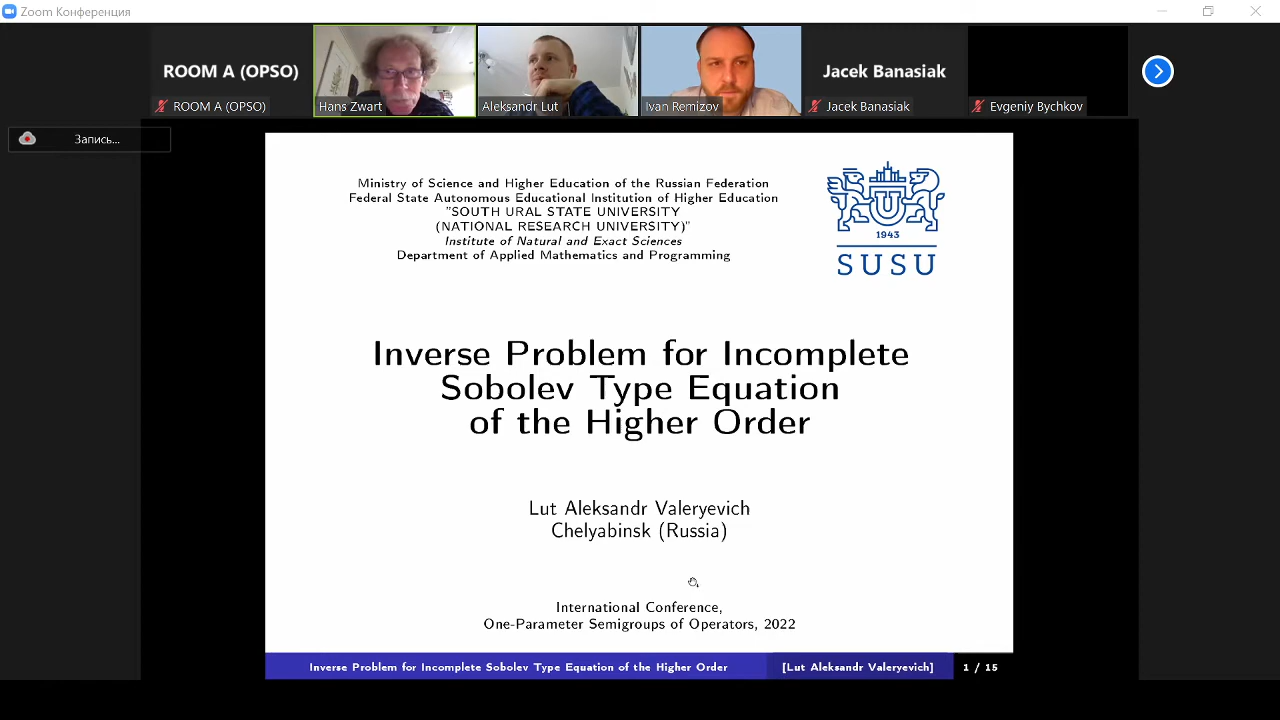 Zoom Конференция
ROOM A (OPSO)
Jacek Banasiak
ROOM A (OPSO)
Hans Zwart
Aleksandr Lut
Ivan Remizov
Jacek Banasiak
Evgeniy Bychkov
Запись...
Ministry of Science and Higher Education of the Russian Federation
Federal State Autonomous Educational Institution of Higher Education
"SOUTH URAL STATE UNIVERSITY
(NATIONAL RESEARCH UNIVERSITY)"
Institute of Natural and Exact Sciences
Department of Applied Mathematics and Programming
1943
SUSU
Inverse Problem for Incomplete
Sobolev Type Equation
of the Higher Order
Lut Aleksandr Valeryevich
Chelyabinsk (Russia)
International Conference,
One-Parameter Semigroups of Operators, 2022
Inverse Problem for Incomplete Sobolev Type Equation of the Higher Order
[Lut Aleksandr Valeryevich]
1 / 15